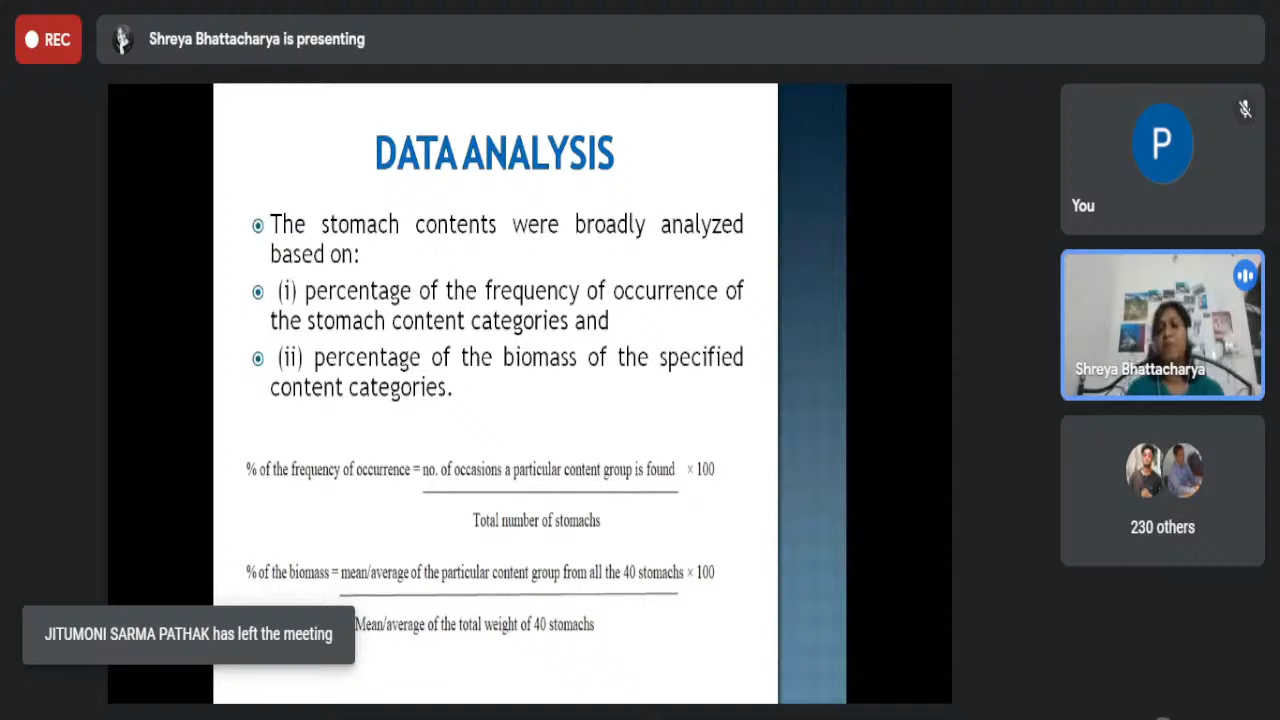 REC
Shreya Bhattacharya is presenting
DATA ANALYSIS
The stomach contents were broadly analyzed
based on:
(i) percentage of the frequency of occurrence of
the stomach content categories and
(ii) percentage of the biomass of the specified
content categories.
% of the frequency of occurrence = no. of occasions a particular content group is found × 100
Total number of stomachs
% of the biomass = mean/average of the particular content group from all the 40 stomachs × 100
Mean/average of the total weight of 40 stomachs
P
You
Shreya Bhattacharya
230 others
JITUMONI SARMA PATHAK has left the meeting